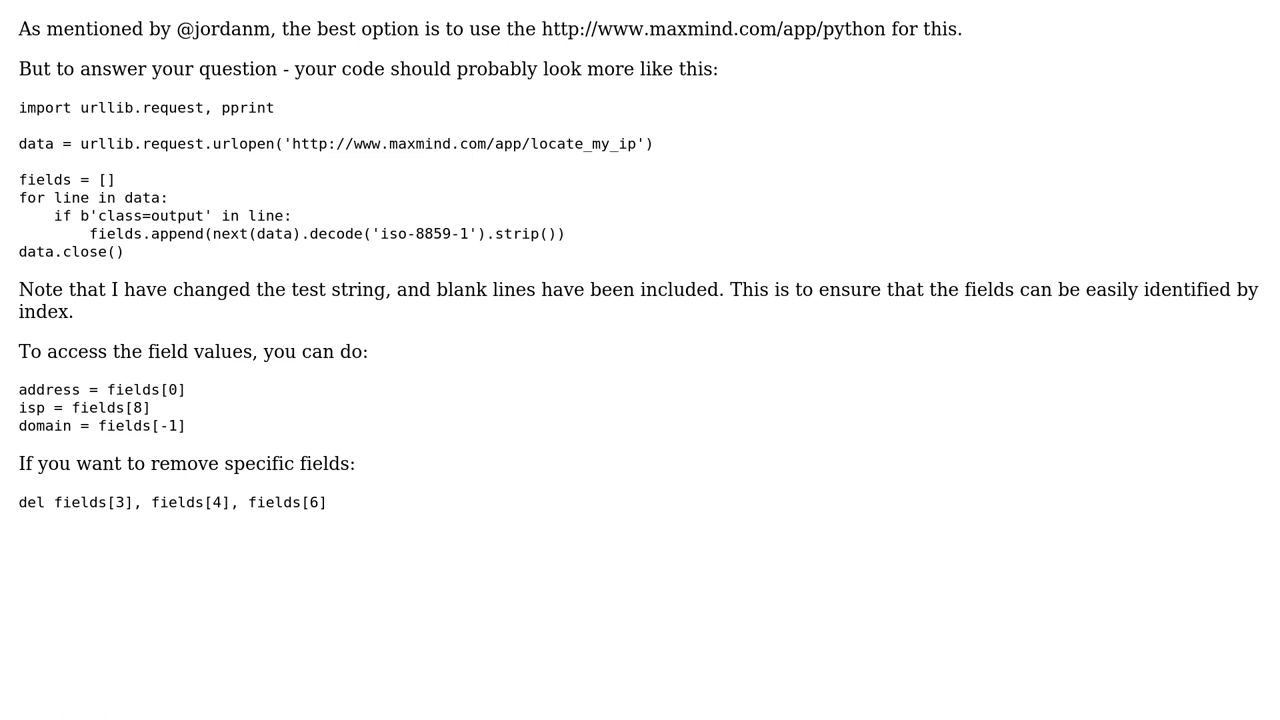 As mentioned by @jordanm, the best option is to use the http://www.maxmind.com/app/python for this.
But to answer your question - your code should probably look more like this:
import urllib.request, pprint
data = urllib.request.urlopen('http://www.maxmind.com/app/locate_my_ip')
fields = []
for line in data:
    if b'class=output' in line:
        fields.append(next(data).decode('iso-8859-1').strip())
data.close()
Note that I have changed the test string, and blank lines have been included. This is to ensure that the fields can be easily identified by
index.
To access the field values, you can do:
address = fields[0]
isp = fields[8]
domain = fields[-1]
If you want to remove specific fields:
del fields[3], fields[4], fields[6]